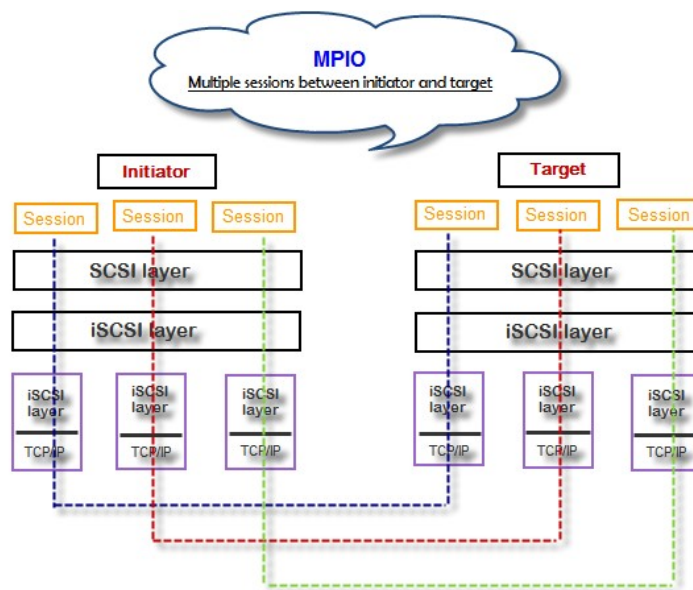 MPIO
Multiple sessions between initiator and target
Initiator
Target
Session Session Session
Session Session Session
SCSI layer
SCSI layer
iSCSI layer
iSCSI layer
iSCSI
layer
TCP/IP
iSCSI
layer
TCP/IP
iSCSI
layer
TCP/IP
iSCSI
layer
TCP/IP
iSCSI
layer
TCP/IP
iSCSI
layer
TCP/IP